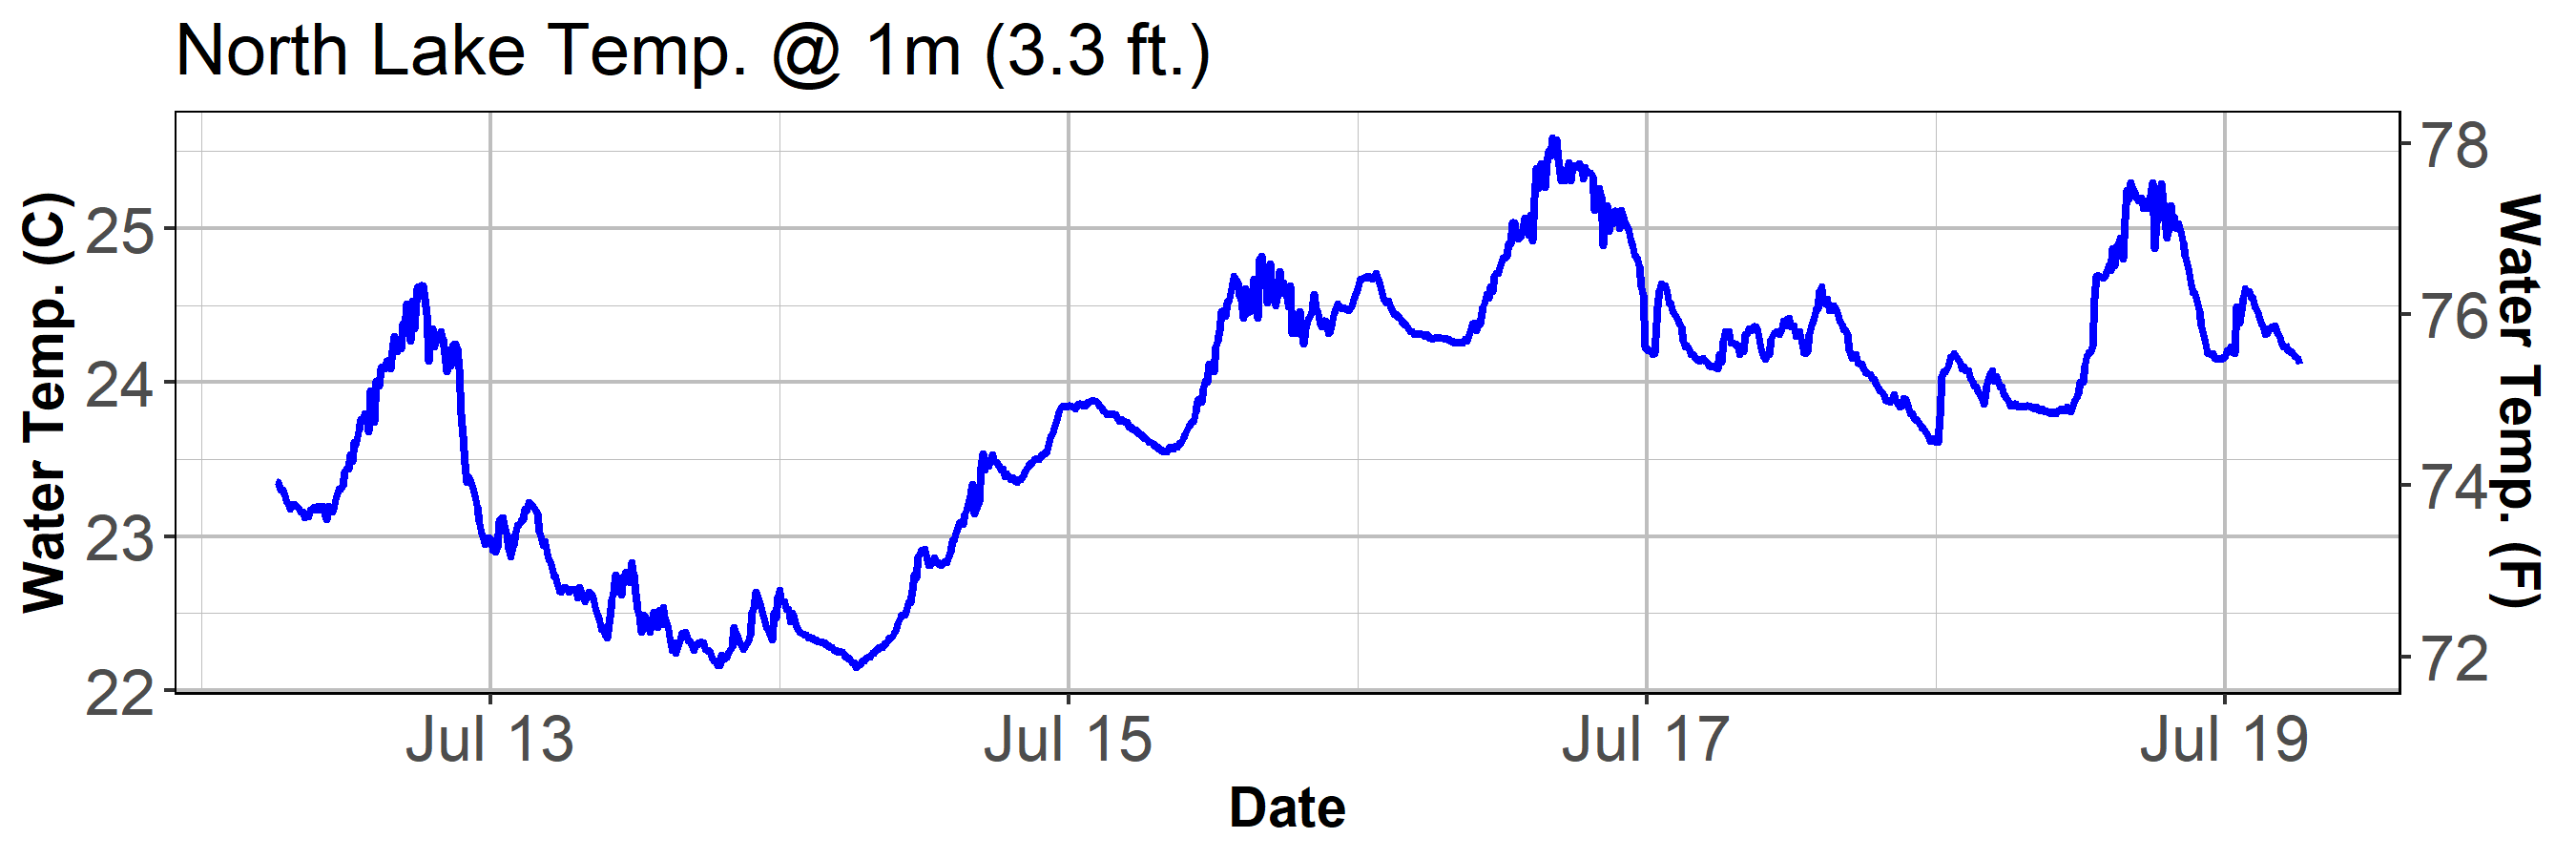 North Lake Temp. @ 1m (3.3 ft.)
Water Temp. (C)
25
24
23
22
78
76
74
72
Water Temp. (F)
Jul 13 Jul 15 Jul 17 Jul 19
Date